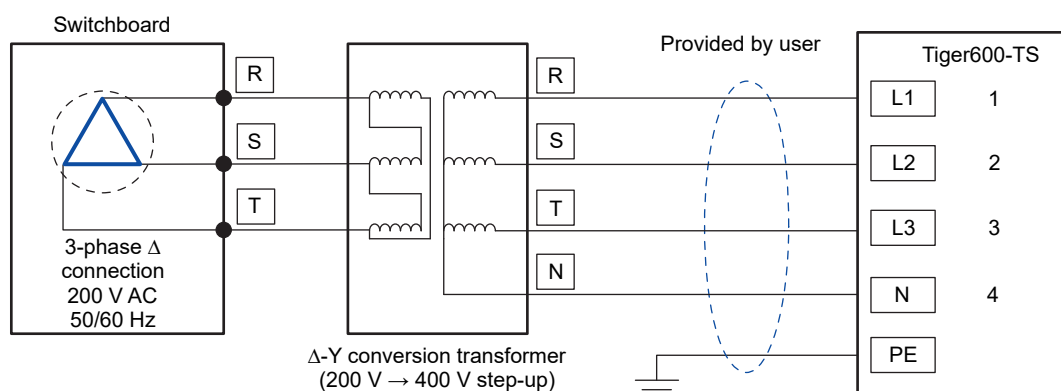 Switchboard
R
S
T
3-phase Δ
connection
200 V AC
50/60 Hz
R
S
T
N
Δ-Y conversion transformer
(200 V → 400 V step-up)
Provided by user
Tiger600-TS
L1 1
L2 2
L3 3
N 4
PE